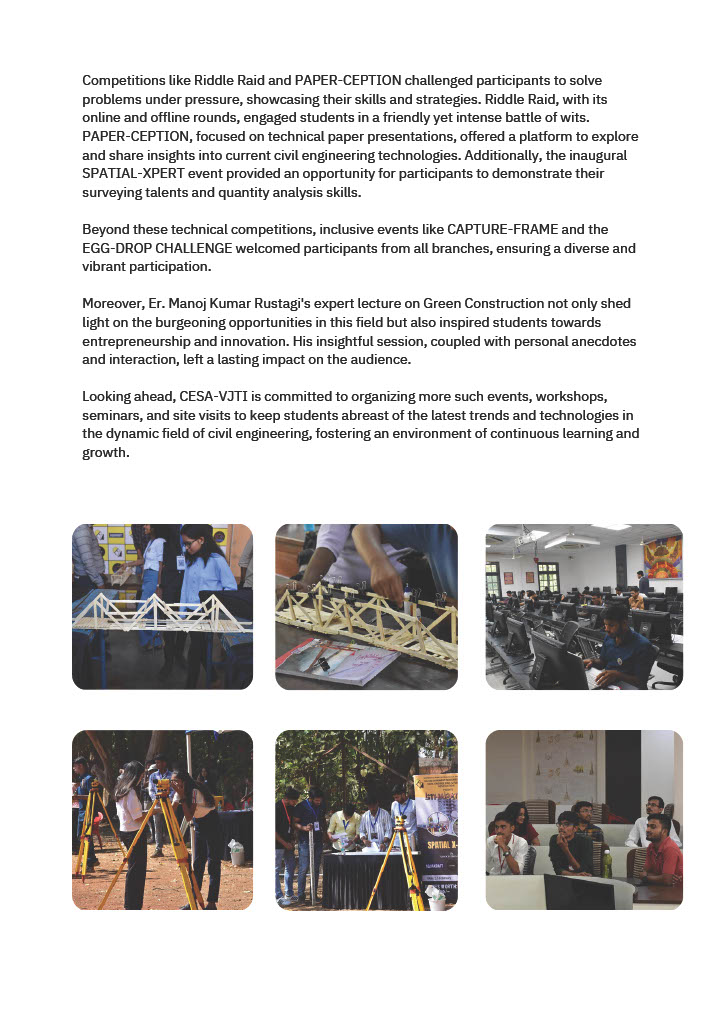 Competitions like Riddle Raid and PAPER-CEPTION challenged participants to solve
problems under pressure, showcasing their skills and strategies. Riddle Raid, with its
online and offline rounds, engaged students in a friendly yet intense battle of wits.
PAPER-CEPTION, focused on technical paper presentations, offered a platform to explore
and share insights into current civil engineering technologies. Additionally, the inaugural
SPATIAL-XPERT event provided an opportunity for participants to demonstrate their
surveying talents and quantity analysis skills.
Beyond these technical competitions, inclusive events like CAPTURE-FRAME and the
EGG-DROP CHALLENGE welcomed participants from all branches, ensuring a diverse and
vibrant participation.
Moreover, Er. Manoj Kumar Rustagi's expert lecture on Green Construction not only shed
light on the burgeoning opportunities in this field but also inspired students towards
entrepreneurship and innovation. His insightful session, coupled with personal anecdotes
and interaction, left a lasting impact on the audience.
Looking ahead, CESA-VJTI is committed to organizing more such events, workshops,
seminars, and site visits to keep students abreast of the latest trends and technologies in
the dynamic field of civil engineering, fostering an environment of continuous learning and
growth.
SPATIAL X-